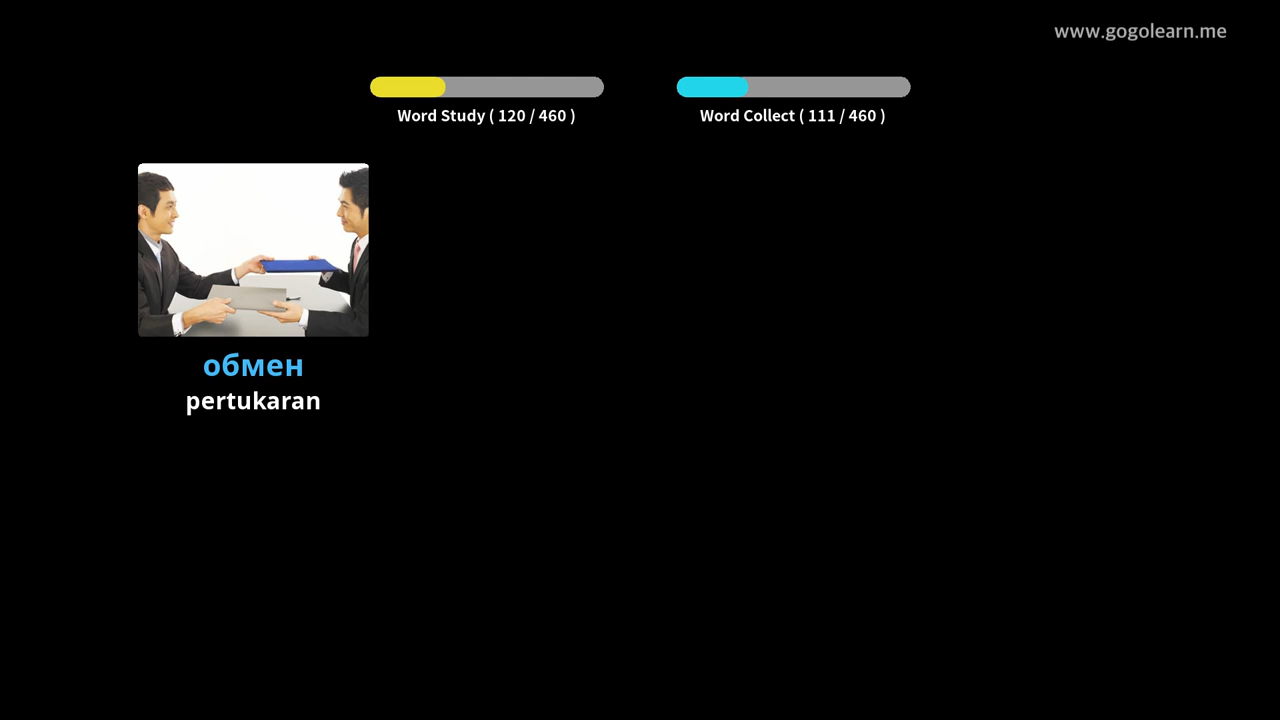 www.gogolearn.me
Word Study ( 120 / 460 )
Word Collect ( 111 / 460 )
обмен
pertukaran